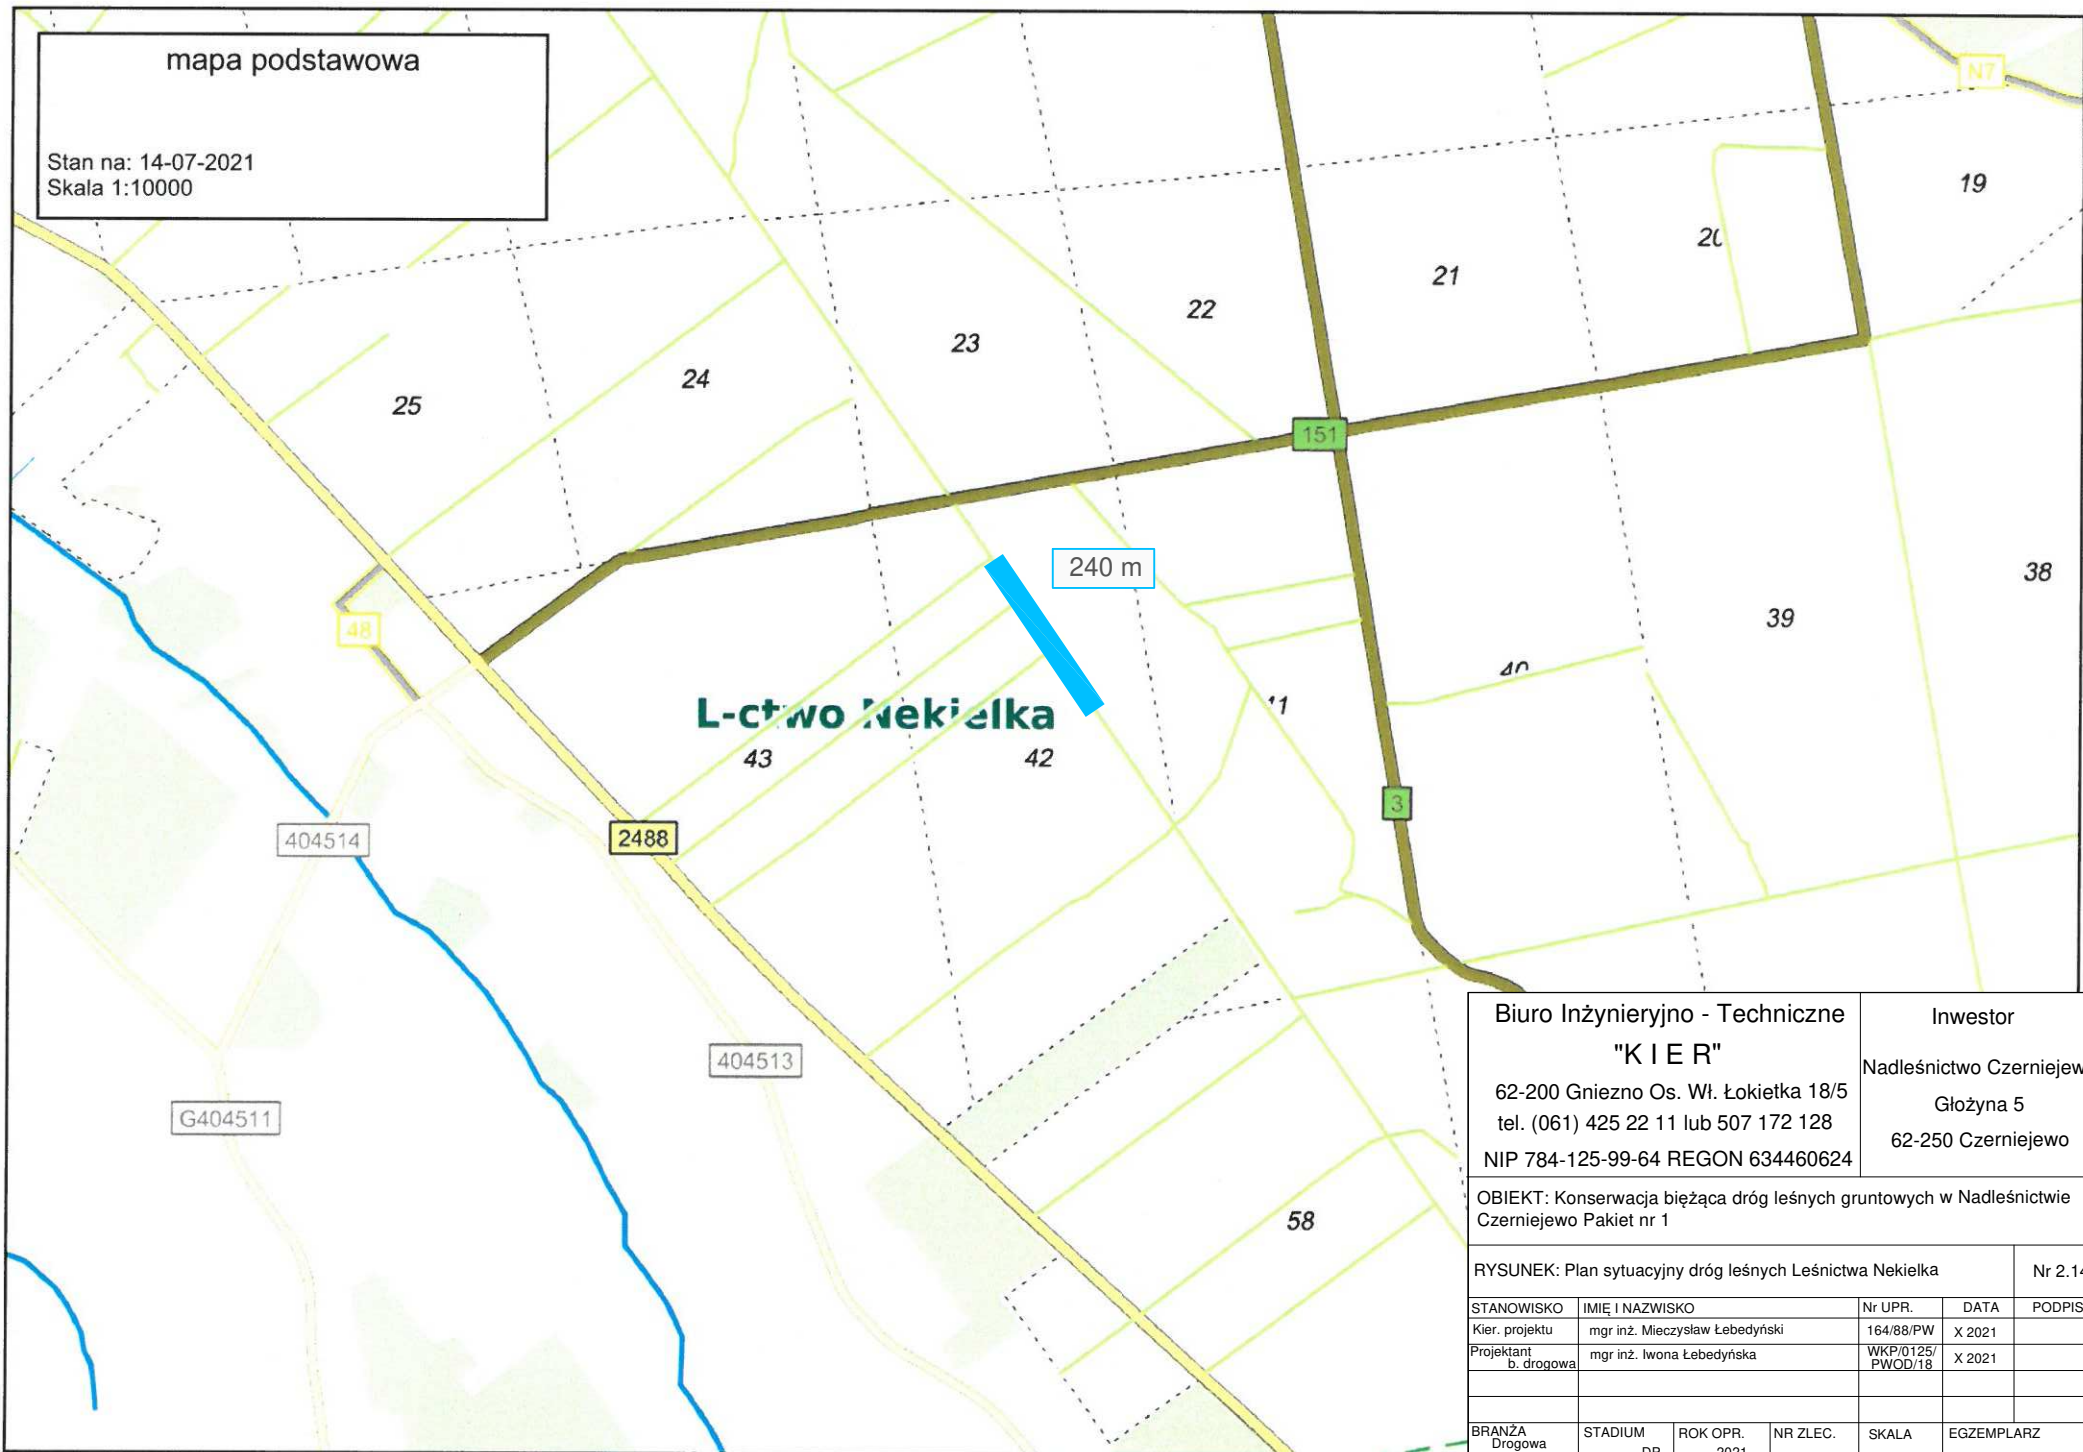 mapa podstawowa
Stan na: 14-07-2021
Skala 1:10000
N7
19
20
21
22
23
24
25
151
240 m
38
39
40
48
L-ctwo Nekielka
43
42
3
404514
2488
404513
G404511
58
Biuro Inżynieryjno - Techniczne
"K I E R"
62-200 Gniezno Os. Wł. Łokietka 18/5
tel. (061) 425 22 11 lub 507 172 128
NIP 784-125-99-64 REGON 634460624
Inwestor
Nadleśnictwo Czerniejew
Głożyna 5
62-250 Czerniejewo
OBIEKT: Konserwacja bieżąca dróg leśnych gruntowych w Nadleśnictwie
Czerniejewo Pakiet nr 1
RYSUNEK: Plan sytuacyjny dróg leśnych Leśnictwa Nekielka Nr 2.14
STANOWISKO IMIĘ I NAZWISKO Nr UPR. DATA PODPIS
Kier. projektu mgr inż. Mieczysław Łebedyński 164/88/PW X 2021
Projektant b. drogowa mgr inż. Iwona Łebedyńska WKP/0125/ PWOD/18 X 2021
BRANŻA STADIUM ROK OPR. NR ZLEC. SKALA EGZEMPLARZ
Drogowa